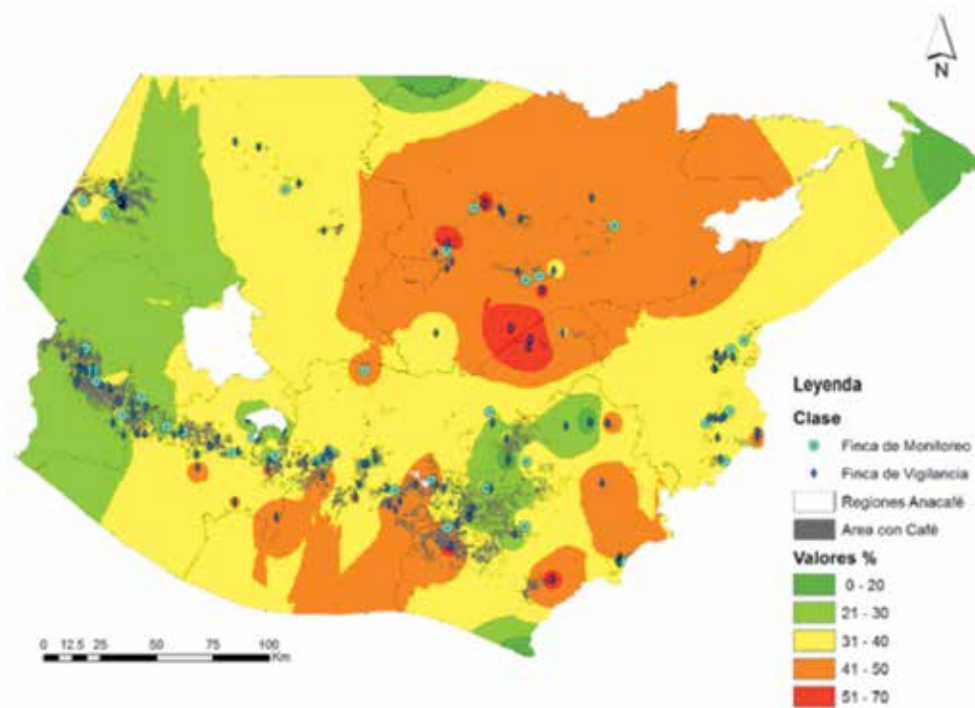 N
Leyenda
Clase
Finca de Monitoreo
Finca de Vigilancia
Regiones Anacafé
Area con Café
Valores %
0 - 20
21 - 30
31 - 40
41 - 50
51 - 70
0 12.5 25 50 75 100
Km